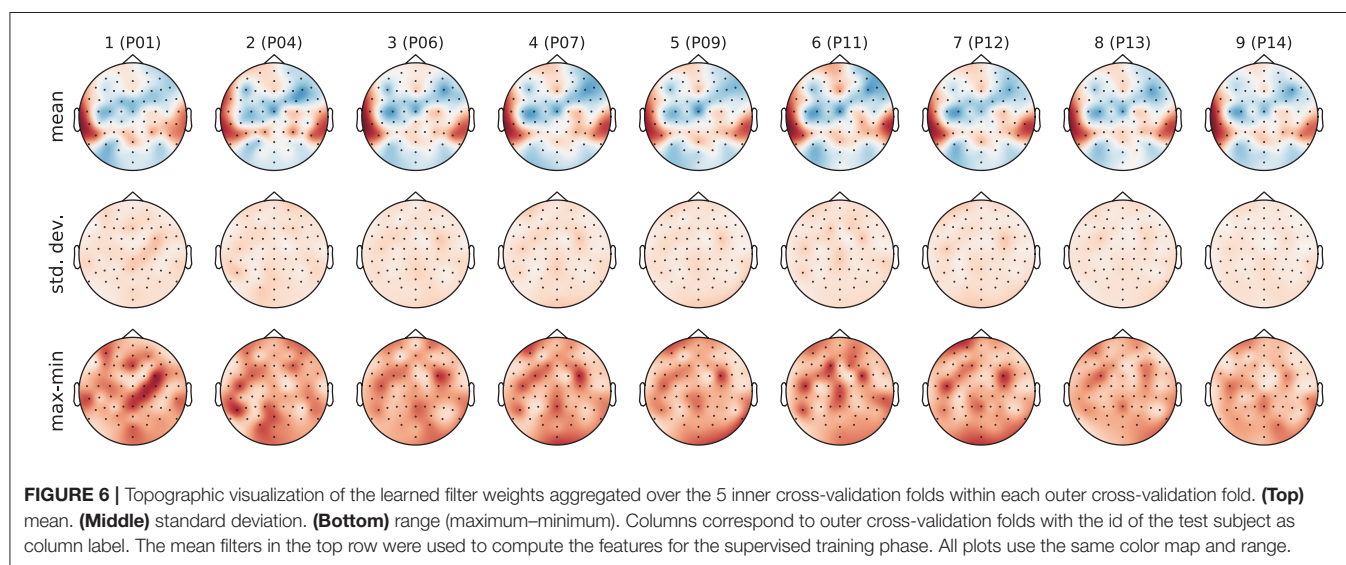 1 (P01) 2 (P04) 3 (P06) 4 (P07) 5 (P09) 6 (P11) 7 (P12) 8 (P13) 9 (P14)
mean
std. dev.
max-min
FIGURE 6 | Topographic visualization of the learned filter weights aggregated over the 5 inner cross-validation folds within each outer cross-validation fold. (Top)
mean. (Middle) standard deviation. (Bottom) range (maximum–minimum). Columns correspond to outer cross-validation folds with the id of the test subject as
column label. The mean filters in the top row were used to compute the features for the supervised training phase. All plots use the same color map and range.